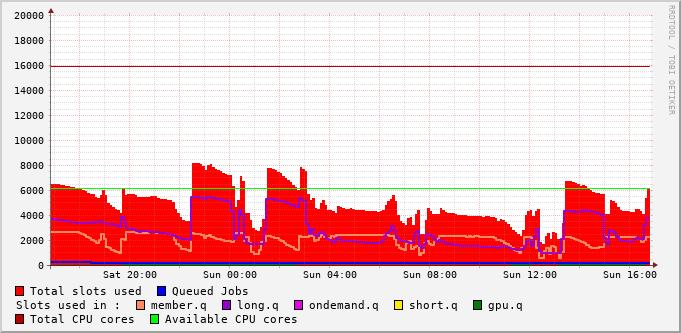 20000
18000
16000
14000
12000
10000
8000
6000
4000
2000
0
Sat 20:00 Sun 00:00 Sun 04:00 Sun 08:00 Sun 12:00 Sun 16:00
Total slots used Queued Jobs
Slots used in : member.q long.q ondemand.q short.q gpu.q
Total CPU cores Available CPU cores
RRDTOOL / TOBI OETIKER